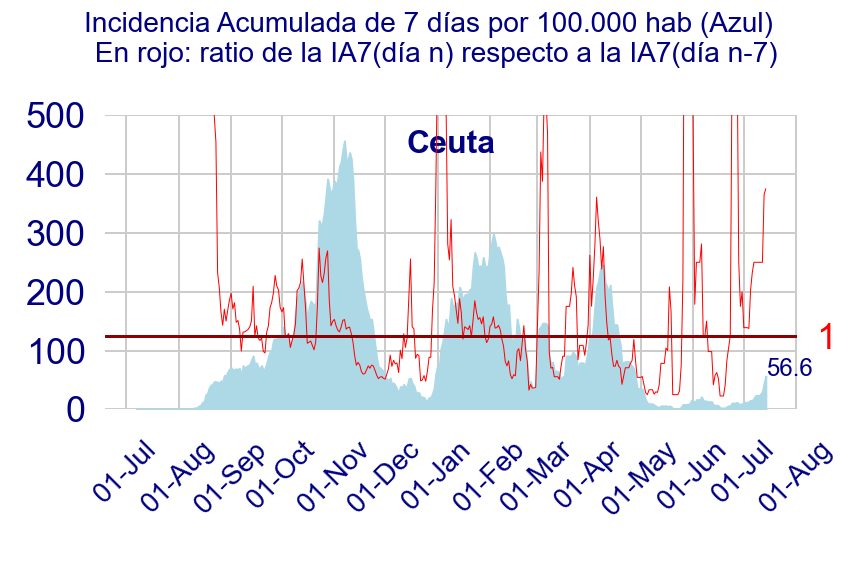 Incidencia Acumulada de 7 días por 100.000 hab (Azul)
En rojo: ratio de la IA7(día n) respecto a la IA7(día n-7)
Ceuta
500
400
300
200
100
0
1
56.6
01-Jul
01-Aug
01-Sep
01-Oct
01-Nov
01-Dec
01-Jan
01-Feb
01-Mar
01-Apr
01-May
01-Jun
01-Jul
01-Aug